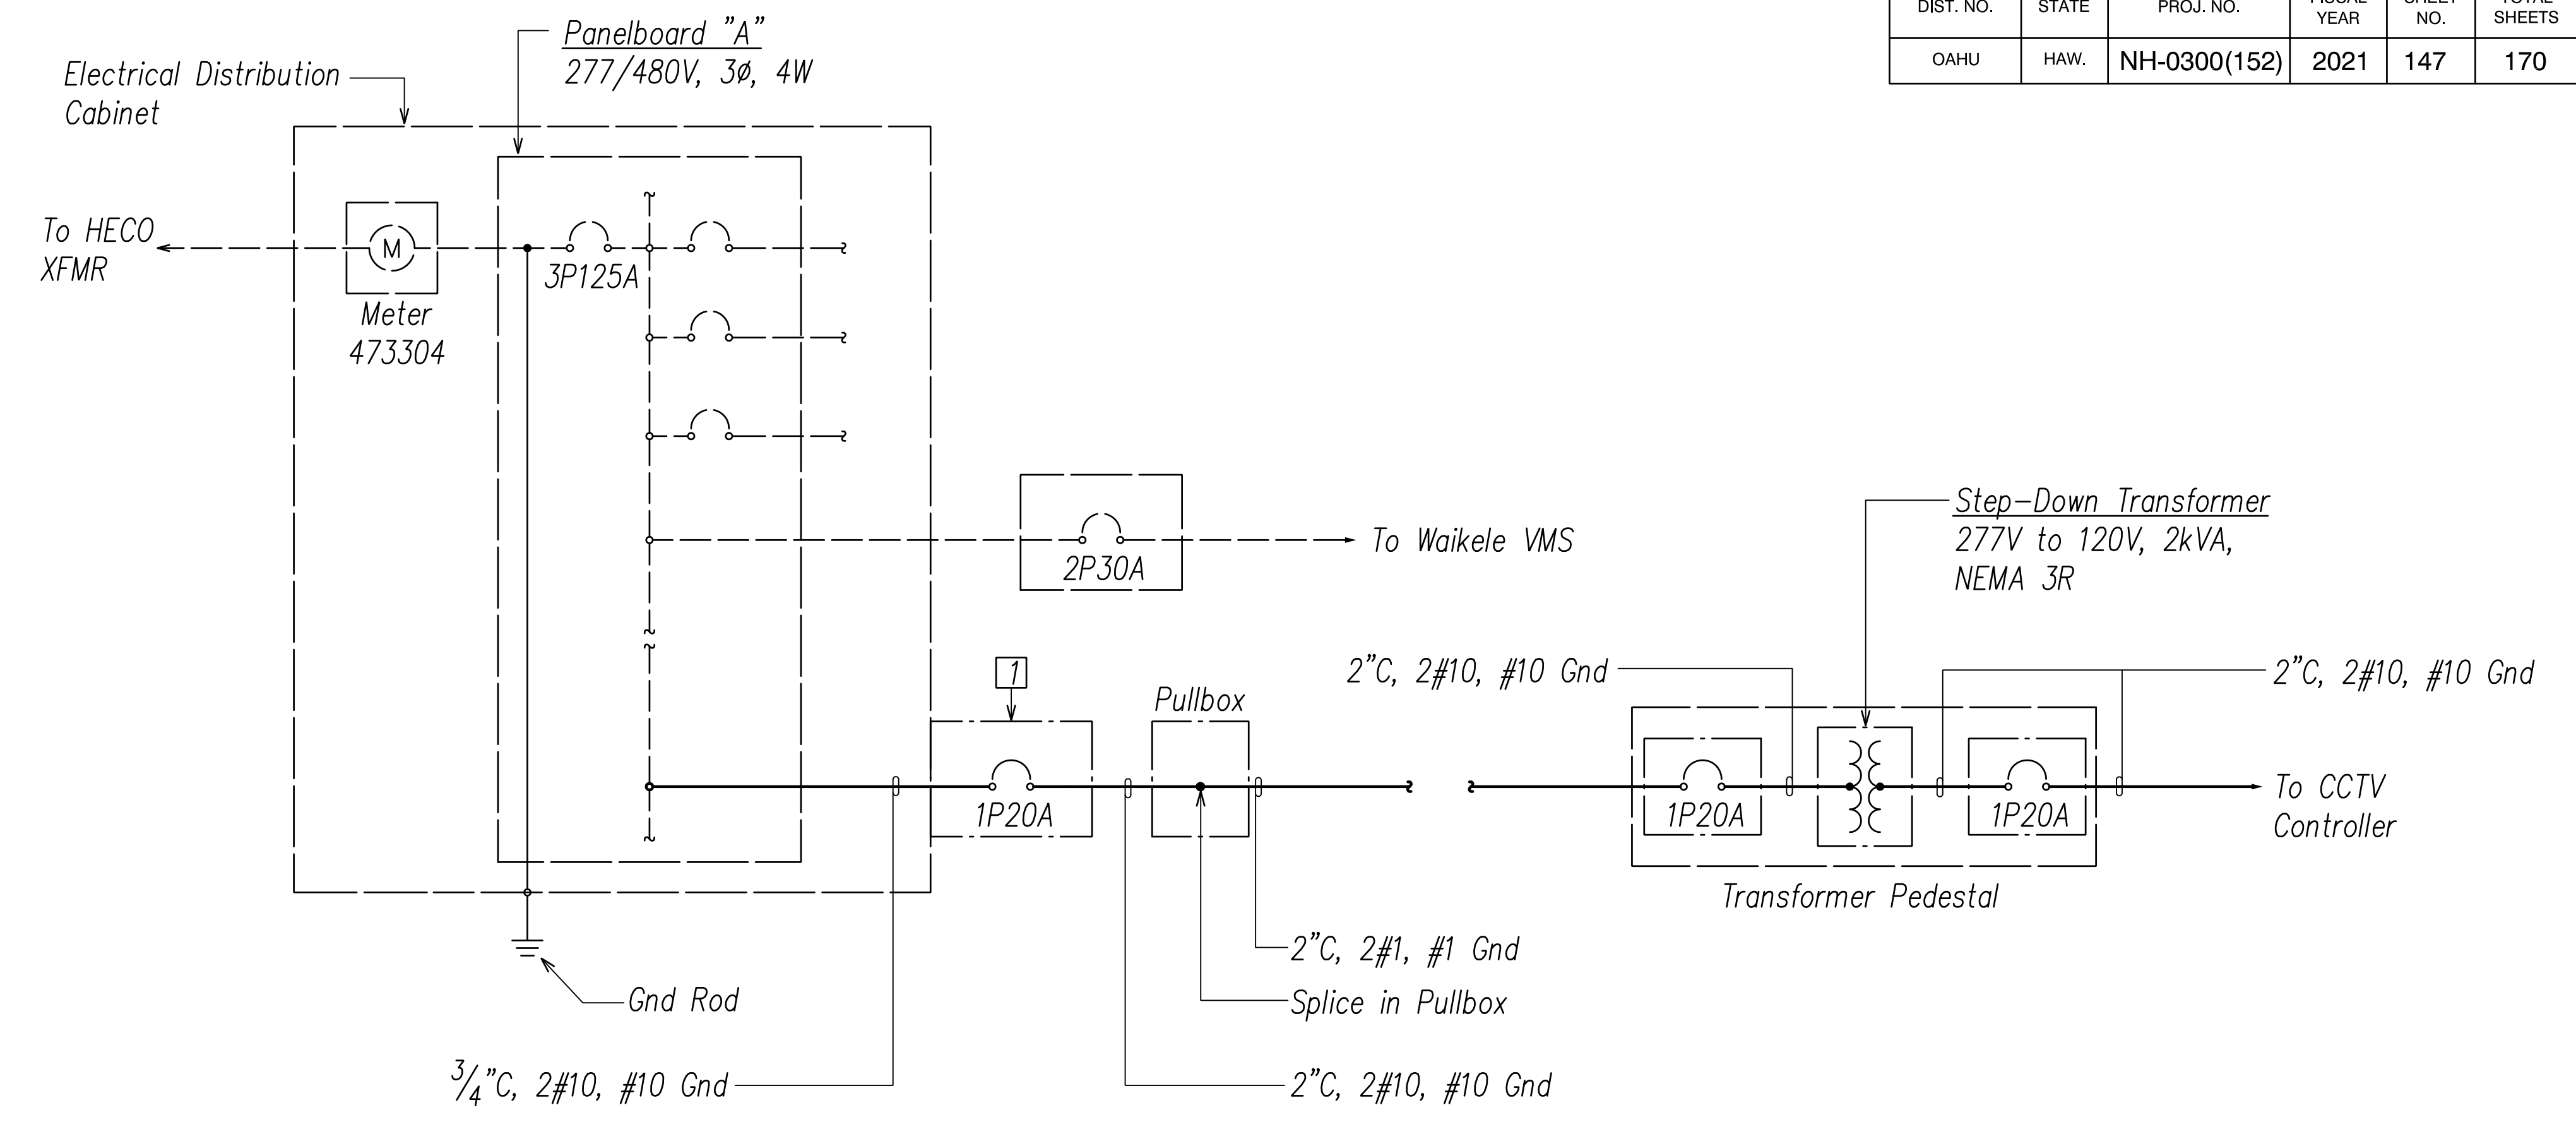 DIST. NO.
STATE
PROJ. NO.
FISCAL
YEAR
SHEET
NO.
TOTAL
SHEETS
OAHU
HAW.
NH-0300(152)
2021
147
170
Panelboard "A"
277/480V, 3ø, 4W
Electrical Distribution
Cabinet
To HECO
XFMR
M
Meter
473304
3P125A
2P30A
To Waikele VMS
Step-Down Transformer
277V to 120V, 2kVA,
NEMA 3R
1
Pullbox
2"C, 2#10, #10 Gnd
2"C, 2#10, #10 Gnd
1P20A
1P20A
1P20A
To CCTV
Controller
Transformer Pedestal
2"C, 2#1, #1 Gnd
Splice in Pullbox
Gnd Rod
3/4"C, 2#10, #10 Gnd
2"C, 2#10, #10 Gnd